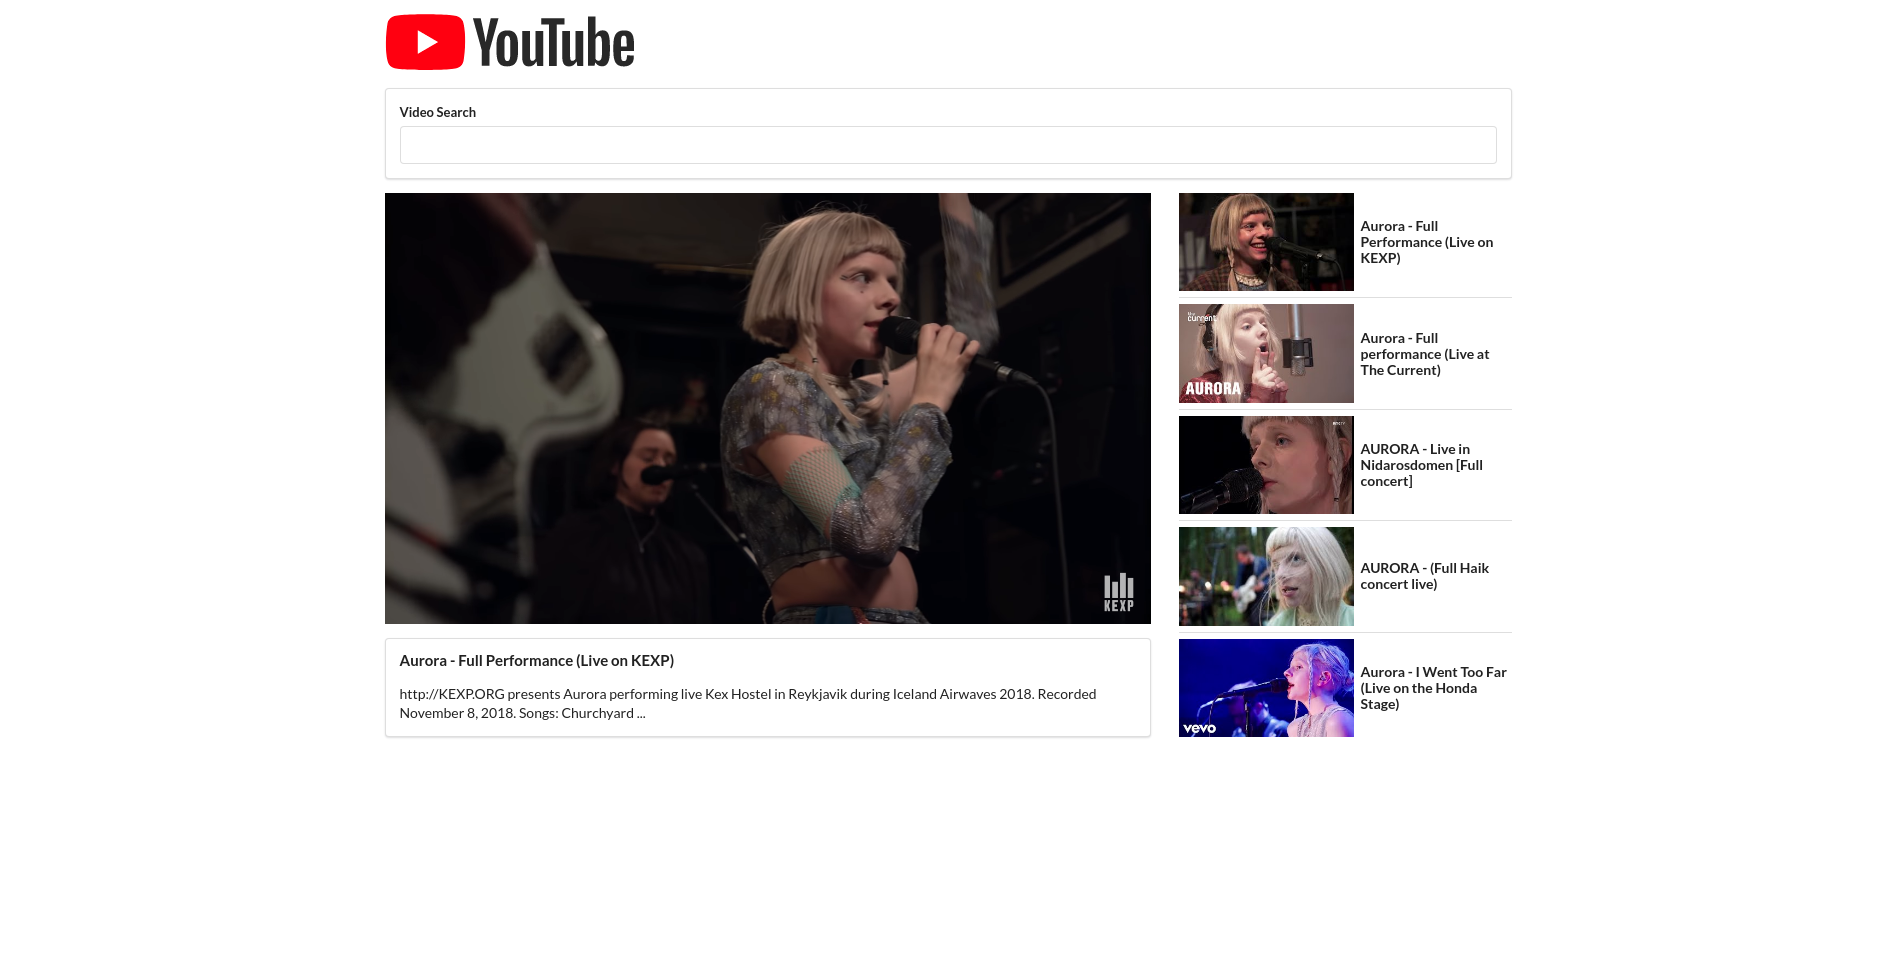 YouTube
Video Search
KEXP
Aurora - Full Performance (Live on KEXP)
http://KEXP.ORG presents Aurora performing live Kex Hostel in Reykjavik during Iceland Airwaves 2018. Recorded
November 8, 2018. Songs: Churchyard ...
Aurora - Full
Performance (Live on
KEXP)
the
current
AURORA
Aurora - Full
performance (Live at
The Current)
AURORA - Live in
Nidarosdomen [Full
concert]
AURORA - (Full Haik
concert live)
vevo
Aurora - I Went Too Far
(Live on the Honda
Stage)